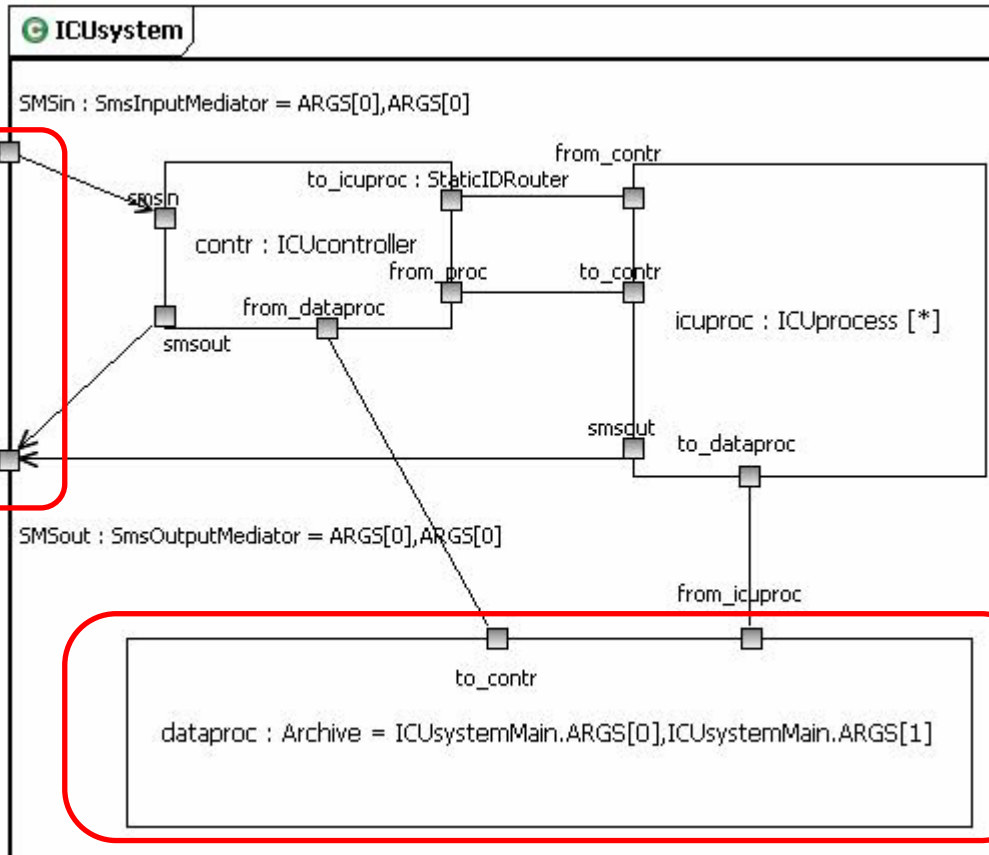 ICUsystem
SMSin : SmsInputMediator = ARGS[0],ARGS[0]
from_contr
to_icuproc : StaticIDRouter
smsin
contr : ICUcontroller
from_proc
to_contr
from_dataproc
icuproc : ICUprocess [*]
smsout
smsout
to_dataproc
SMSout : SmsOutputMediator = ARGS[0],ARGS[0]
from_icuproc
to_contr
dataproc : Archive = ICUsystemMain.ARGS[0],ICUsystemMain.ARGS[1]